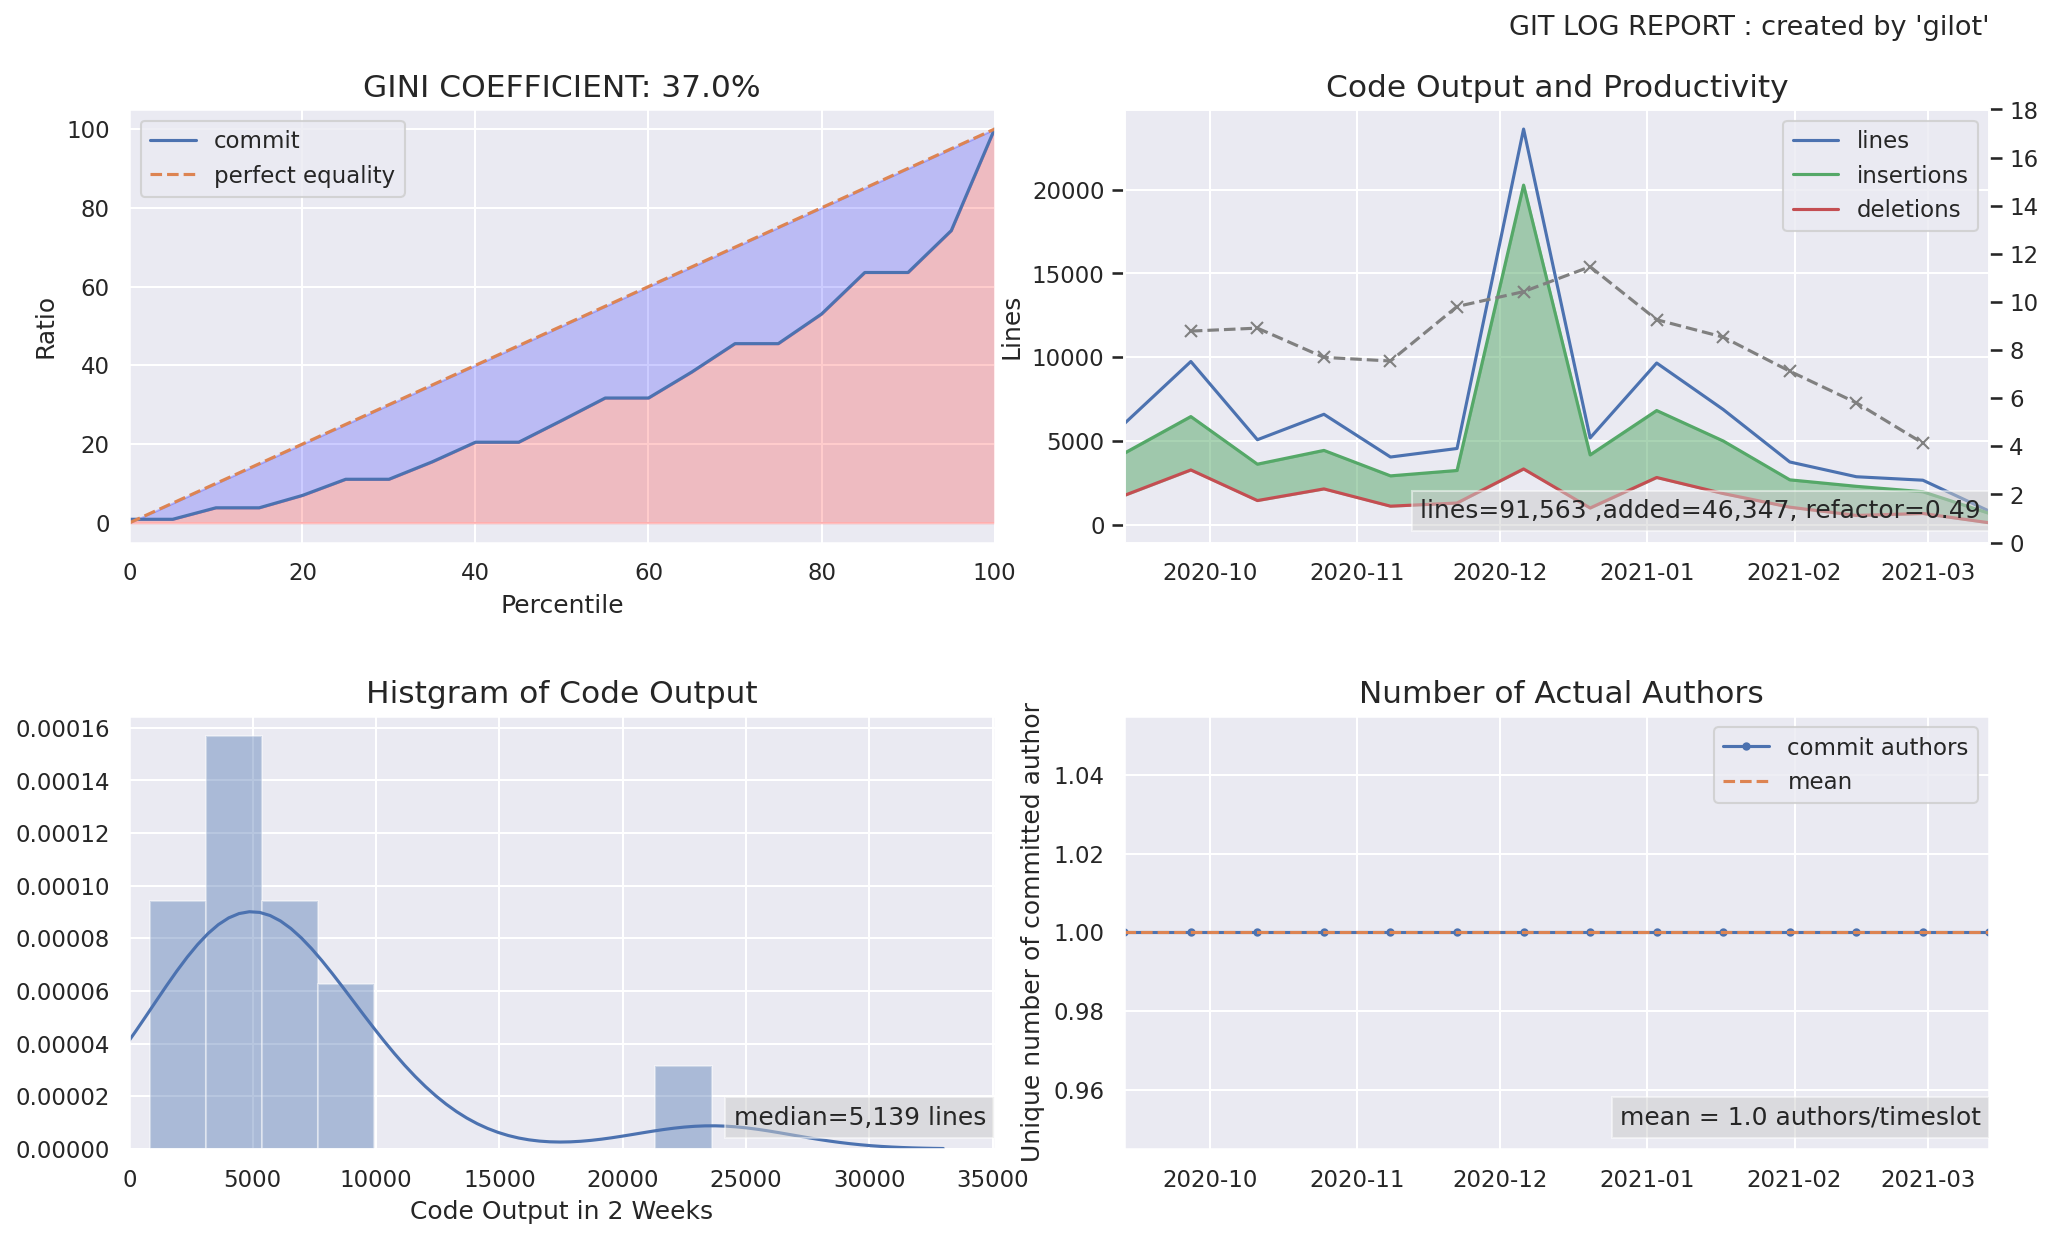 GIT LOG REPORT : created by 'gilot'
GINI COEFFICIENT: 37.0%
commit
perfect equality
Ratio
100
80
60
40
20
0
0 20 40 60 80 100
Percentile
Code Output and Productivity
lines
insertions
deletions
Lines
20000
15000
10000
5000
0
18
16
14
12
10
8
6
4
2
0
lines=91,563 ,added=46,347, refactor=0.49
2020-10 2020-11 2020-12 2021-01 2021-02 2021-03
Histgram of Code Output
0.00016
0.00014
0.00012
0.00010
0.00008
0.00006
0.00004
0.00002
0.00000
median=5,139 lines
0 5000 10000 15000 20000 25000 30000 35000
Code Output in 2 Weeks
Number of Actual Authors
commit authors
mean
Unique number of committed author
1.04
1.02
1.00
0.98
0.96
mean = 1.0 authors/timeslot
2020-10 2020-11 2020-12 2021-01 2021-02 2021-03